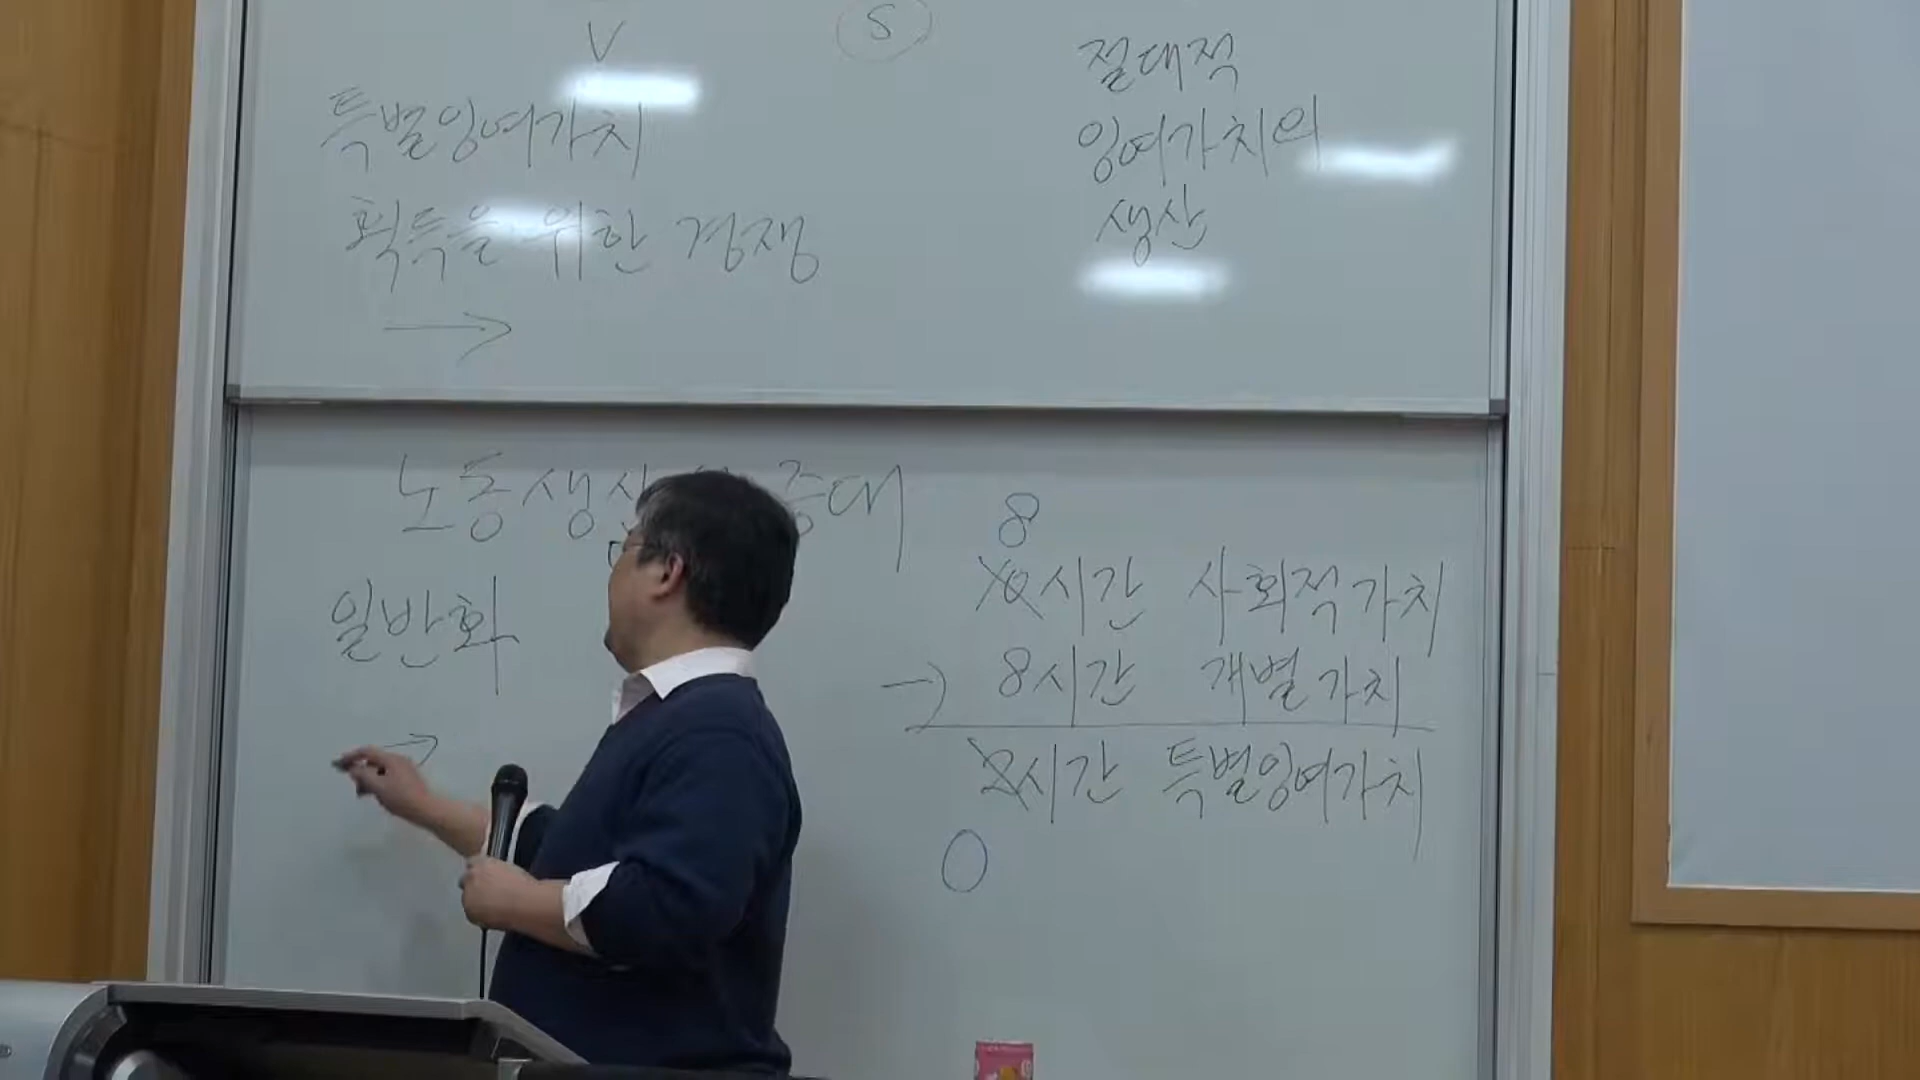 V
S
특별잉여가치
획득을 위한 경쟁
→
절대적
잉여가치의
생산
노동생산 증대
일반화
→
8
10시간 사회적가치
-) 8시간 개별가치
2시간 특별잉여가치
0